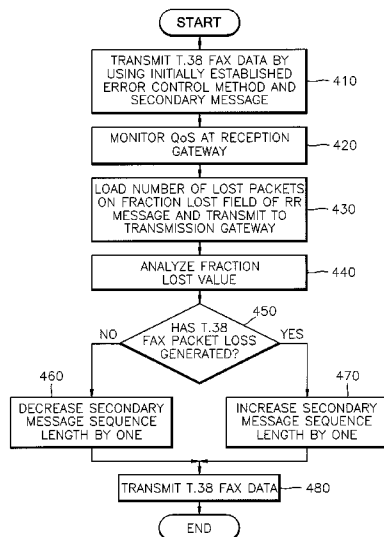 START
TRANSMIT T.38 FAX DATA BY
USING INITIALLY ESTABLISHED
ERROR CONTROL METHOD AND
SECONDARY MESSAGE
410
MONITOR QoS AT RECEPTION
GATEWAY
420
LOAD NUMBER OF LOST PACKETS
ON FRACTION LOST FIELD OF RR
MESSAGE AND TRANSMIT TO
TRANSMISSION GATEWAY
430
ANALYZE FRACTION
LOST VALUE
440
450
HAS T.38
FAX PACKET LOSS
GENERATED?
NO
YES
460
DECREASE SECONDARY
MESSAGE SEQUENCE
LENGTH BY ONE
470
INCREASE SECONDARY
MESSAGE SEQUENCE
LENGTH BY ONE
TRANSMIT T.38 FAX DATA
480
END